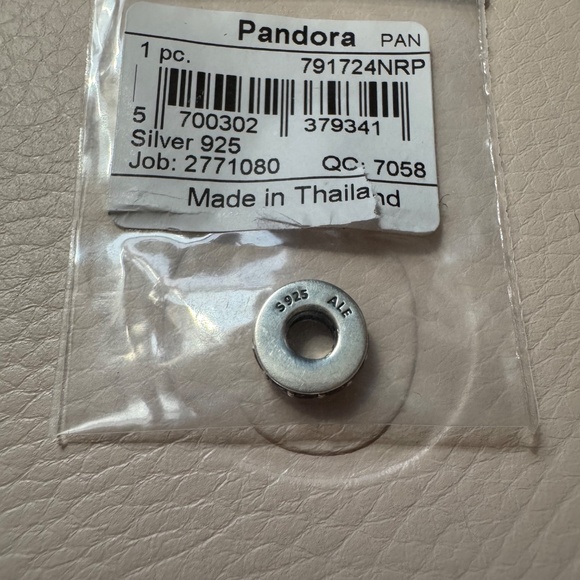 Pandora PAN
1 pc. 791724NRP
5 700302 379341
Silver 925
Job: 2771080 QC: 7058
Made in Thailand
S925 ALE